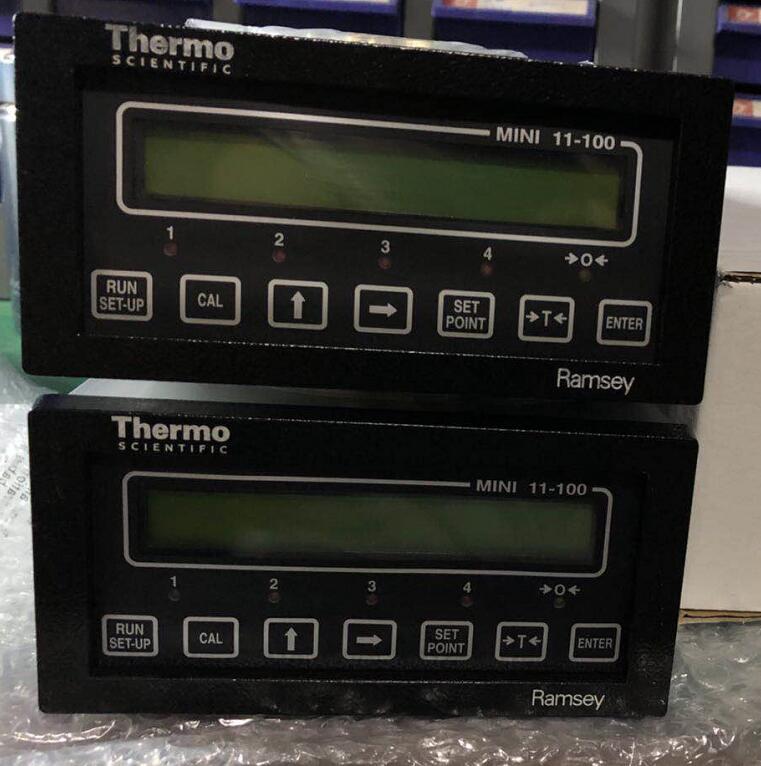 Thermo
SCIENTIFIC
MINI 11-100
1 2 3 4 →0←
RUN SET-UP
CAL
↑
→
SET POINT
→T←
ENTER
Ramsey
Thermo
SCIENTIFIC
MINI 11-100
1 2 3 4 →0←
RUN SET-UP
CAL
↑
→
SET POINT
→T←
ENTER
Ramsey